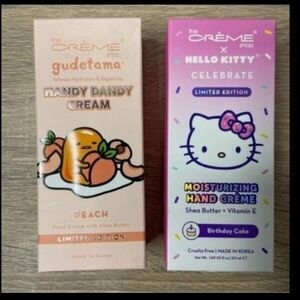 the
CRÈME
shop
gudetama
Intense Hydration & Repairing
HANDY DANDY
CREAM
PEACH
Hand Cream with Shea Butter
LIMITED EDITION
Made in Korea
the
CRÈME
shop
x
HELLO KITTY
CELEBRATE
LIMITED EDITION
MOISTURIZING
HAND CRÈME
Shea Butter + Vitamin E
Birthday Cake
Cruelty-Free | MADE IN KOREA